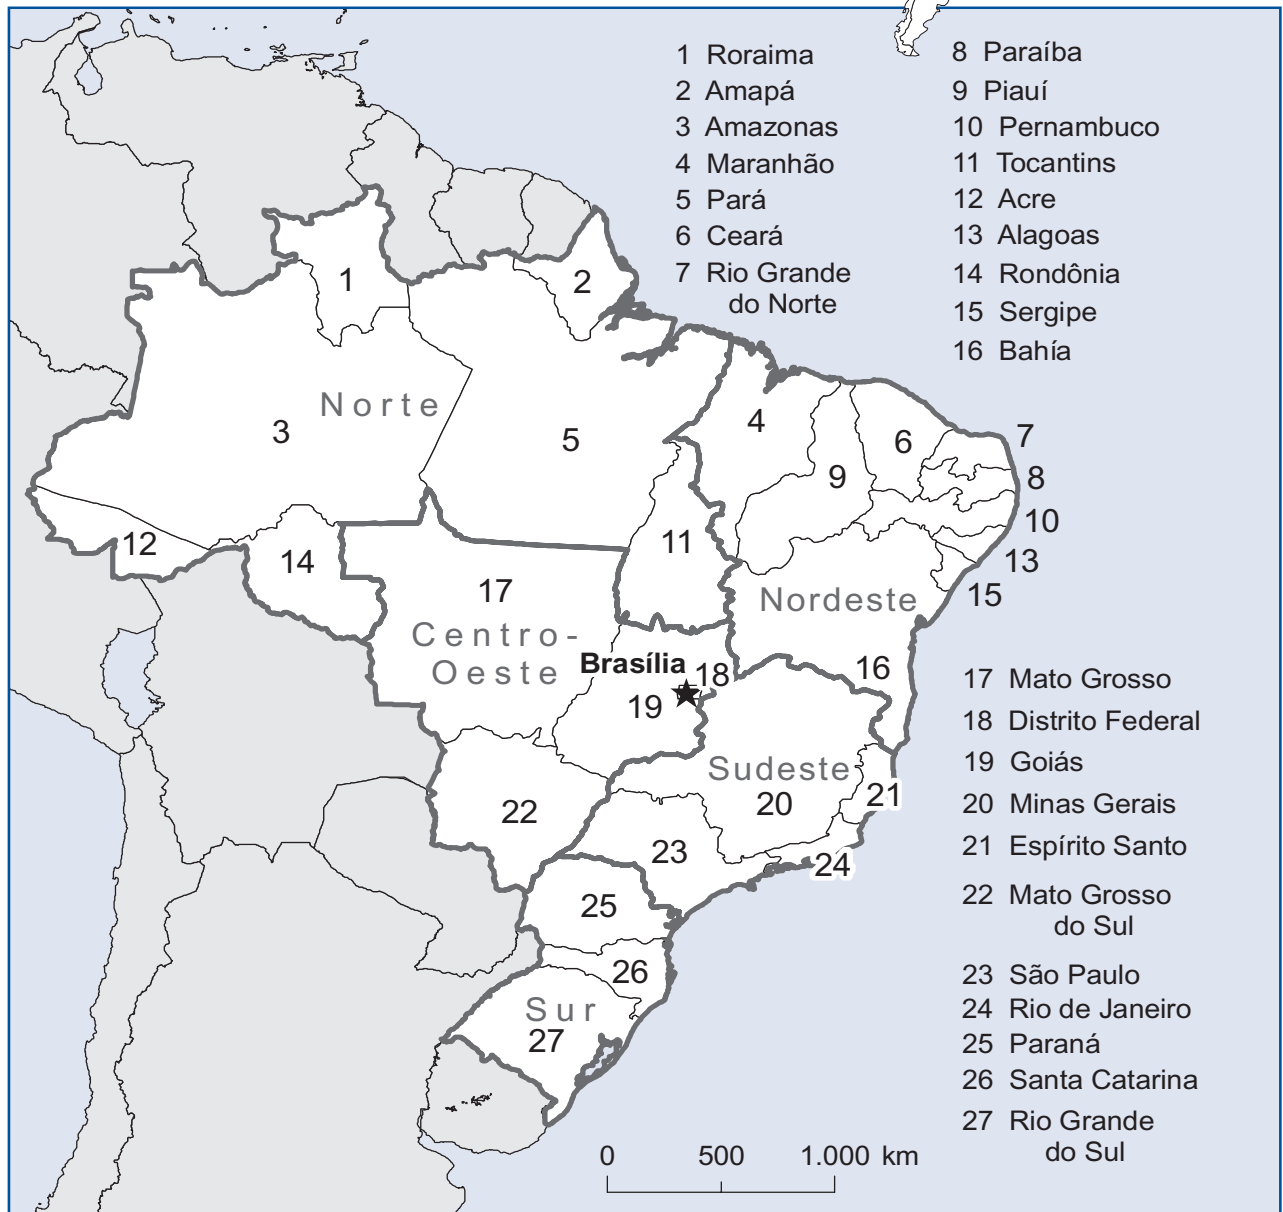 1 Roraima
2 Amapá
3 Amazonas
4 Maranhão
5 Pará
6 Ceará
7 Rio Grande
do Norte
8 Paraíba
9 Piauí
10 Pernambuco
11 Tocantins
12 Acre
13 Alagoas
14 Rondônia
15 Sergipe
16 Bahía
1
2
Norte
3
5
4
9
6
7
8
10
13
15
12
14
11
17
Centro-
Oeste
Nordeste
Brasília
18
19
16
Sudeste
20
21
22
23
24
25
26
Sur
27
17 Mato Grosso
18 Distrito Federal
19 Goiás
20 Minas Gerais
21 Espírito Santo
22 Mato Grosso
do Sul
23 São Paulo
24 Rio de Janeiro
25 Paraná
26 Santa Catarina
27 Rio Grande
do Sul
0 500 1.000 km